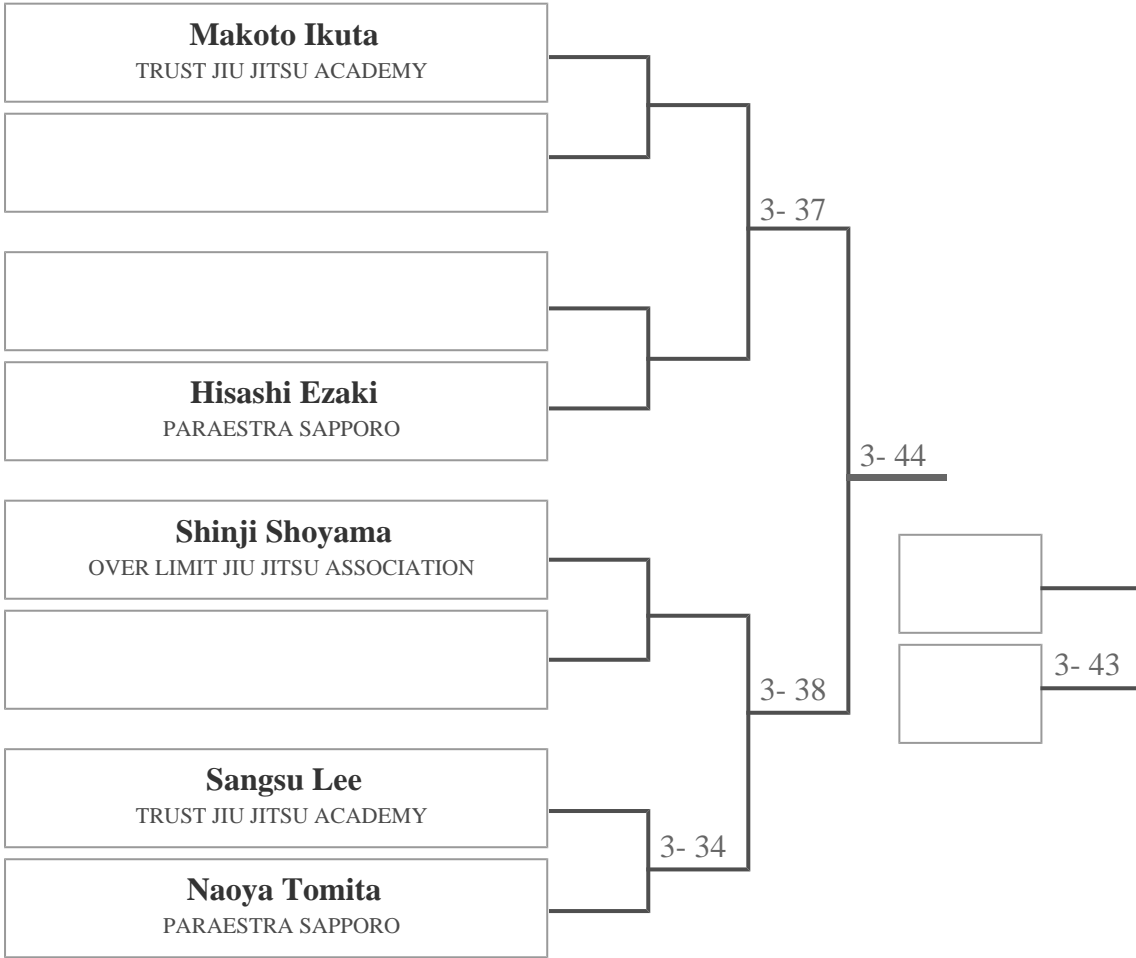 Makoto Ikuta
TRUST JIU JITSU ACADEMY
3- 37
Hisashi Ezaki
PARAESTRA SAPPORO
3- 44
Shinji Shoyama
OVER LIMIT JIU JITSU ASSOCIATION
3- 43
3- 38
Sangsu Lee
TRUST JIU JITSU ACADEMY
3- 34
Naoya Tomita
PARAESTRA SAPPORO